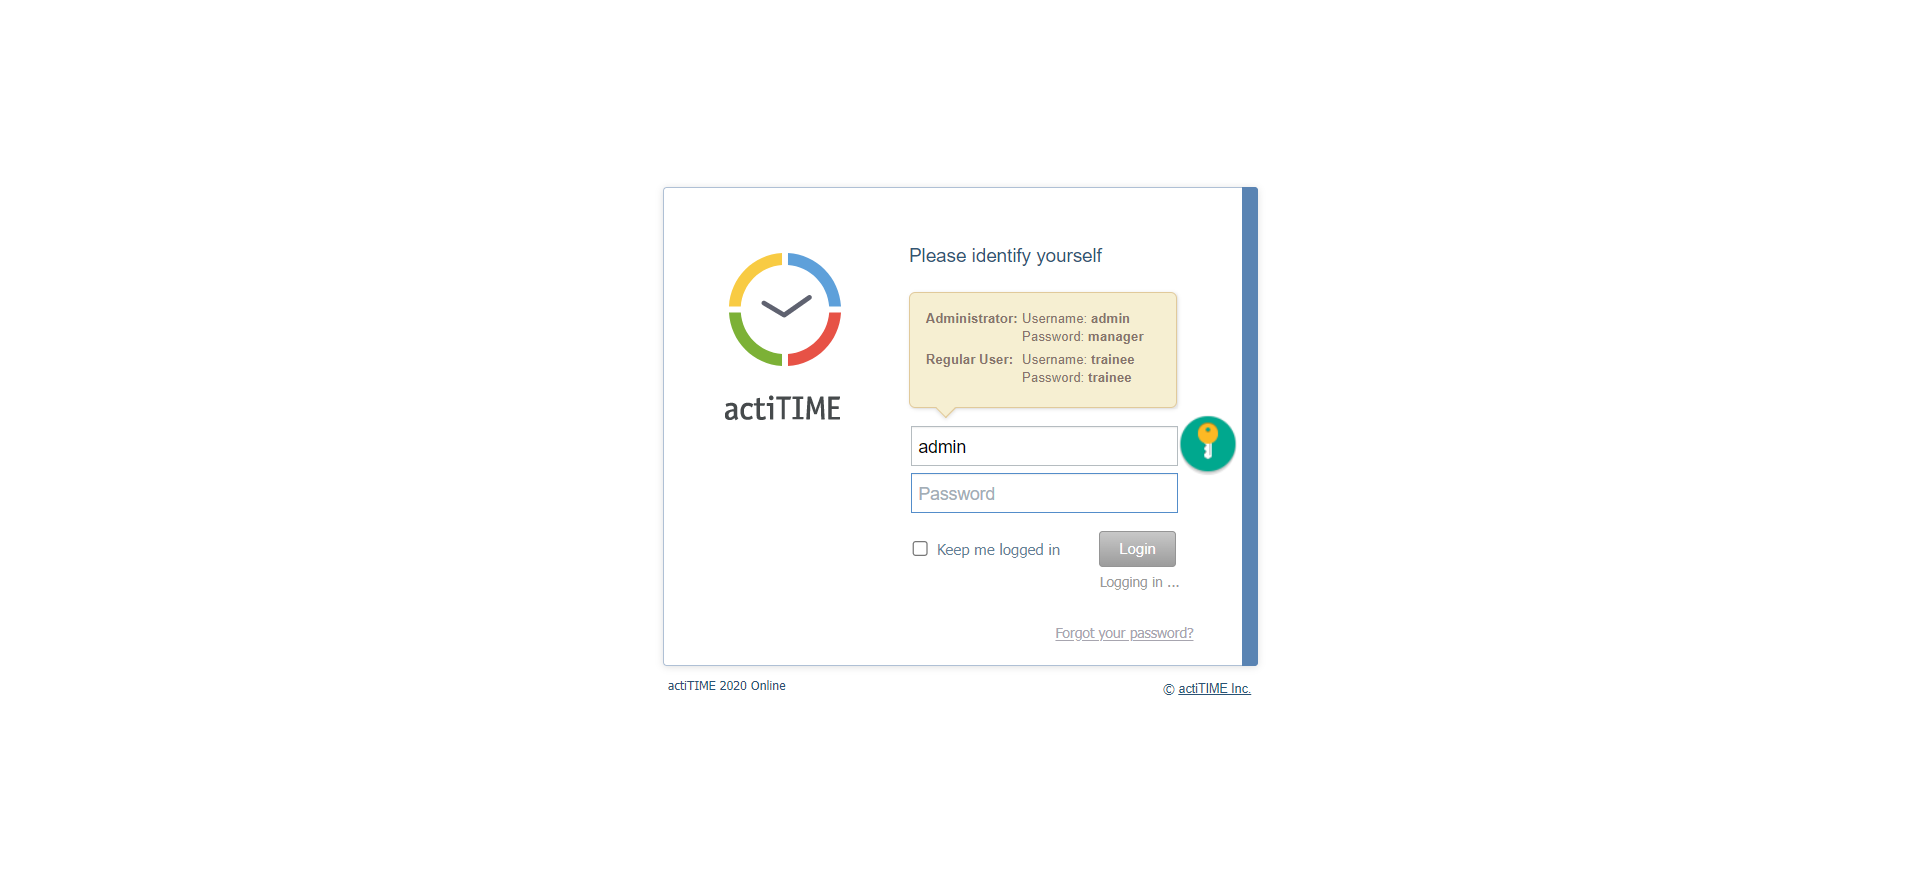 Please identify yourself
Administrator: Username: admin
Password: manager
Regular User: Username: trainee
Password: trainee
actiTIME
admin
Password
Keep me logged in
Login
Logging in ...
Forgot your password?
actiTIME 2020 Online
© actiTIME Inc.